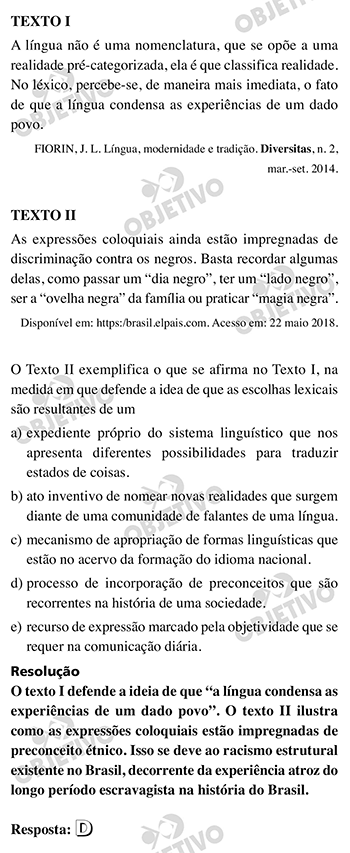 TEXTO I
A língua não é uma nomenclatura, que se opõe a uma
realidade pré-categorizada, ela é que classifica realidade.
No léxico, percebe-se, de maneira mais imediata, o fato
de que a língua condensa as experiências de um dado
povo.
FIORIN, J. L. Língua, modernidade e tradição. Diversitas, n. 2,
mar.-set. 2014.
TEXTO II
As expressões coloquiais ainda estão impregnadas de
discriminação contra os negros. Basta recordar algumas
delas, como passar um “dia negro”, ter um “lado negro”,
ser a “ovelha negra” da família ou praticar “magia negra”.
Disponível em: https:/brasil.elpais.com. Acesso em: 22 maio 2018.
O Texto II exemplifica o que se afirma no Texto I, na
medida em que defende a ideia de que as escolhas lexicais
são resultantes de um
a) expediente próprio do sistema linguístico que nos
apresenta diferentes possibilidades para traduzir
estados de coisas.
b) ato inventivo de nomear novas realidades que surgem
diante de uma comunidade de falantes de uma língua.
c) mecanismo de apropriação de formas linguísticas que
estão no acervo da formação do idioma nacional.
d) processo de incorporação de preconceitos que são
recorrentes na história de uma sociedade.
e) recurso de expressão marcado pela objetividade que se
requer na comunicação diária.
Resolução
O texto I defende a ideia de que “a língua condensa as
experiências de um dado povo”. O texto II ilustra
como as expressões coloquiais estão impregnadas de
preconceito étnico. Isso se deve ao racismo estrutural
existente no Brasil, decorrente da experiência atroz do
longo período escravagista na história do Brasil.
Resposta: D
OBJETIVO
OBJETIVO
OBJETIVO
OBJETIVO
OBJETIVO
OBJETIVO
OBJETIVO
OBJETIVO
OBJETIVO
OBJETIVO